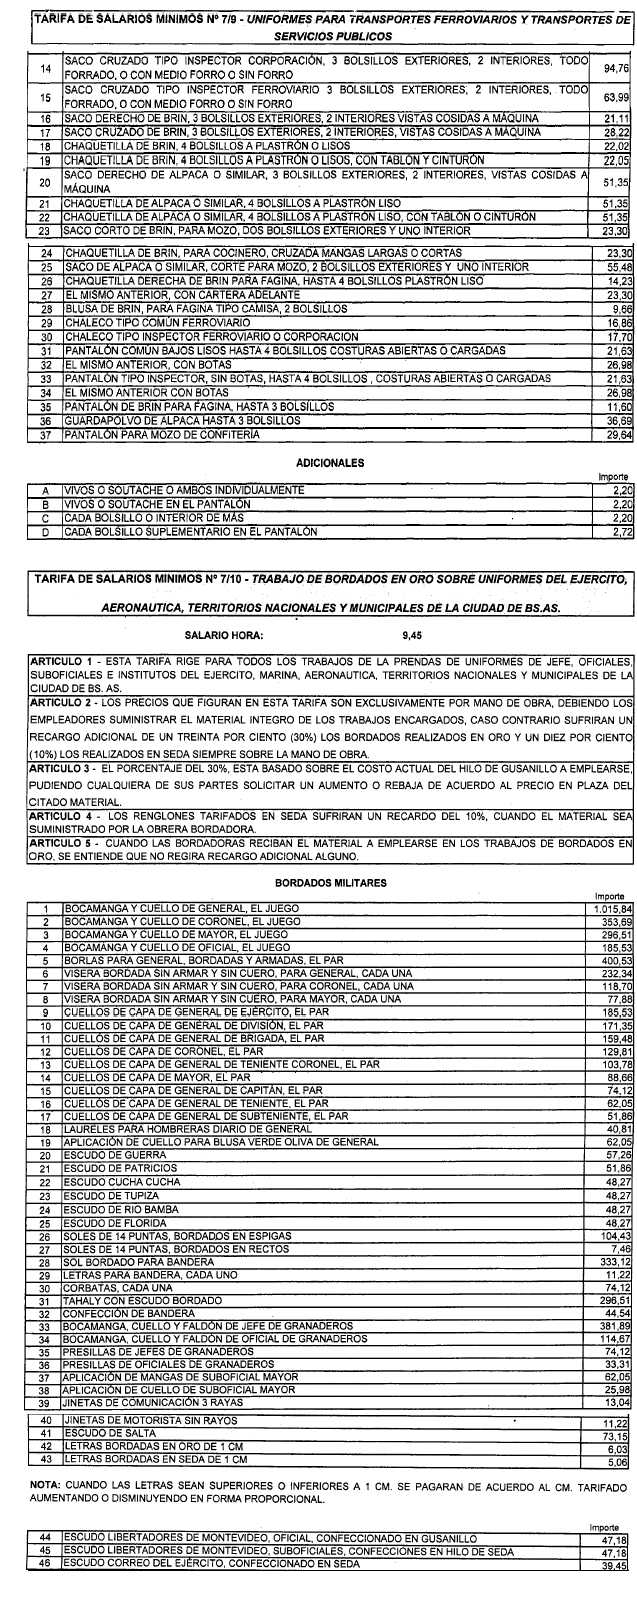 TARIFA DE SALARIOS MINIMOS Nº 7/9 - UNIFORMES PARA TRANSPORTES FERROVIARIOS Y TRANSPORTES DE
SERVICIOS PUBLICOS
14 SACO CRUZADO TIPO INSPECTOR CORPORACIÓN, 3 BOLSILLOS EXTERIORES, 2 INTERIORES, TODO FORRADO, O CON MEDIO FORRO O SIN FORRO 94,76
15 SACO CRUZADO TIPO INSPECTOR FERROVIARIO 3 BOLSILLOS EXTERIORES, 2 INTERIORES, TODO FORRADO, O CON MEDIO FORRO O SIN FORRO 63,99
16 SACO DERECHO DE BRIN, 3 BOLSILLOS EXTERIORES, 2 INTERIORES VISTAS COSIDAS A MÁQUINA 21,11
17 SACO CRUZADO DE BRIN, 3 BOLSILLOS EXTERIORES, 2 INTERIORES, VISTAS COSIDAS A MÁQUINA 28,22
18 CHAQUETILLA DE BRIN, 4 BOLSILLOS A PLASTRÓN O LISOS 22,02
19 CHAQUETILLA DE BRIN, 4 BOLSILLOS A PLASTRÓN O LISOS, CON TABLÓN Y CINTURÓN 22,05
20 SACO DERECHO DE ALPACA O SIMILAR, 3 BOLSILLOS EXTERIORES, 2 INTERIORES, VISTAS COSIDAS A MÁQUINA 51,35
21 CHAQUETILLA DE ALPACA O SIMILAR, 4 BOLSILLOS A PLASTRÓN LISO 51,35
22 CHAQUETILLA DE ALPACA O SIMILAR, 4 BOLSILLOS A PLASTRÓN LISO, CON TABLÓN O CINTURÓN 51,35
23 SACO CORTO DE BRIN, PARA MOZO, DOS BOLSILLOS EXTERIORES Y UNO INTERIOR 23,30
24 CHAQUETILLA DE BRIN, PARA COCINERO, CRUZADA MANGAS LARGAS O CORTAS 23,30
25 SACO DE ALPACA O SIMILAR, CORTE PARA MOZO, 2 BOLSILLOS EXTERIORES Y UNO INTERIOR 55,48
26 CHAQUETILLA DERECHA DE BRIN PARA FAGINA, HASTA 4 BOLSILLOS PLASTRÓN LISO 14,23
27 EL MISMO ANTERIOR, CON CARTERA ADELANTE 23,30
28 BLUSA DE BRIN, PARA FAGINA TIPO CAMISA, 2 BOLSILLOS 9,66
29 CHALECO TIPO COMÚN FERROVIARIO 16,86
30 CHALECO TIPO INSPECTOR FERROVIARIO O CORPORACION 17,70
31 PANTALÓN COMÚN BAJOS LISOS HASTA 4 BOLSILLOS COSTURAS ABIERTAS O CARGADAS 21,63
32 EL MISMO ANTERIOR, CON BOTAS 26,98
33 PANTALÓN TIPO INSPECTOR, SIN BOTAS, HASTA 4 BOLSILLOS , COSTURAS ABIERTAS O CARGADAS 21,63
34 EL MISMO ANTERIOR CON BOTAS 26,98
35 PANTALÓN DE BRIN PARA FAGINA, HASTA 3 BOLSILLOS 11,60
36 GUARDAPOLVO DE ALPACA HASTA 3 BOLSILLOS 36,69
37 PANTALÓN PARA MOZO DE CONFITERÍA 29,64
ADICIONALES
Importe
A VIVOS O SOUTACHE O AMBOS INDIVIDUALMENTE 2,20
B VIVOS O SOUTACHE EN EL PANTALÓN 2,20
C CADA BOLSILLO O INTERIOR DE MÁS 2,20
D CADA BOLSILLO SUPLEMENTARIO EN EL PANTALÓN 2,72
TARIFA DE SALARIOS MINIMOS Nº 7/10 - TRABAJO DE BORDADOS EN ORO SOBRE UNIFORMES DEL EJERCITO,
AERONAUTICA, TERRITORIOS NACIONALES Y MUNICIPALES DE LA CIUDAD DE BS.AS.
SALARIO HORA: 9,45
ARTICULO 1 - ESTA TARIFA RIGE PARA TODOS LOS TRABAJOS DE LA PRENDAS DE UNIFORMES DE JEFE, OFICIALES,
SUBOFICIALES E INSTITUTOS DEL EJERCITO, MARINA, AERONAUTICA, TERRITORIOS NACIONALES Y MUNICIPALES DE LA
CIUDAD DE BS. AS.
ARTICULO 2 - LOS PRECIOS QUE FIGURAN EN ESTA TARIFA SON EXCLUSIVAMENTE POR MANO DE OBRA, DEBIENDO LOS
EMPLEADORES SUMINISTRAR EL MATERIAL INTEGRO DE LOS TRABAJOS ENCARGADOS, CASO CONTRARIO SUFRIRAN UN
RECARGO ADICIONAL DE UN TREINTA POR CIENTO (30%) LOS BORDADOS REALIZADOS EN ORO Y UN DIEZ POR CIENTO
(10%) LOS REALIZADOS EN SEDA SIEMPRE SOBRE LA MANO DE OBRA.
ARTICULO 3 - EL PORCENTAJE DEL 30%, ESTA BASADO SOBRE EL COSTO ACTUAL DEL HILO DE GUSANILLO A EMPLEARSE,
PUDIENDO CUALQUIERA DE SUS PARTES SOLICITAR UN AUMENTO O REBAJA DE ACUERDO AL PRECIO EN PLAZA DEL
CITADO MATERIAL.
ARTICULO 4 - LOS RENGLONES TARIFADOS EN SEDA SUFRIRAN UN RECARDO DEL 10%, CUANDO EL MATERIAL SEA
SUMINISTRADO POR LA OBRERA BORDADORA.
ARTICULO 5 - CUANDO LAS BORDADORAS RECIBAN EL MATERIAL A EMPLEARSE EN LOS TRABAJOS DE BORDADOS EN
ORO, SE ENTIENDE QUE NO REGIRA RECARGO ADICIONAL ALGUNO.
BORDADOS MILITARES
Importe
1 BOCAMANGA Y CUELLO DE GENERAL, EL JUEGO 1.015,84
2 BOCAMANGA Y CUELLO DE CORONEL, EL JUEGO 353,69
3 BOCAMANGA Y CUELLO DE MAYOR, EL JUEGO 296,51
4 BOCAMANGA Y CUELLO DE OFICIAL, EL JUEGO 185,53
5 BORLAS PARA GENERAL, BORDADAS Y ARMADAS, EL PAR 400,53
6 VISERA BORDADA SIN ARMAR Y SIN CUERO, PARA GENERAL, CADA UNA 232,34
7 VISERA BORDADA SIN ARMAR Y SIN CUERO, PARA CORONEL, CADA UNA 118,70
8 VISERA BORDADA SIN ARMAR Y SIN CUERO, PARA MAYOR, CADA UNA 77,88
9 CUELLOS DE CAPA DE GENERAL DE EJÉRCITO, EL PAR 185,53
10 CUELLOS DE CAPA DE GENERAL DE DIVISIÓN, EL PAR 171,35
11 CUELLOS DE CAPA DE GENERAL DE BRIGADA, EL PAR 159,48
12 CUELLOS DE CAPA DE CORONEL, EL PAR 129,81
13 CUELLOS DE CAPA DE GENERAL DE TENIENTE CORONEL, EL PAR 103,78
14 CUELLOS DE CAPA DE MAYOR, EL PAR 88,66
15 CUELLOS DE CAPA DE GENERAL DE CAPITÁN, EL PAR 74,12
16 CUELLOS DE CAPA DE GENERAL DE TENIENTE, EL PAR 62,05
17 CUELLOS DE CAPA DE GENERAL DE SUBTENIENTE, EL PAR 51,86
18 LAURELES PARA HOMBRERAS DIARIO DE GENERAL 40,81
19 APLICACIÓN DE CUELLO PARA BLUSA VERDE OLIVA DE GENERAL 62,05
20 ESCUDO DE GUERRA 57,26
21 ESCUDO DE PATRICIOS 51,86
22 ESCUDO CUCHA CUCHA 48,27
23 ESCUDO DE TUPIZA 48,27
24 ESCUDO DE RIO BAMBA 48,27
25 ESCUDO DE FLORIDA 48,27
26 SOLES DE 14 PUNTAS, BORDADOS EN ESPIGAS 104,43
27 SOLES DE 14 PUNTAS, BORDADOS EN RECTOS 7,46
28 SOL BORDADO PARA BANDERA 333,12
29 LETRAS PARA BANDERA, CADA UNO 11,22
30 CORBATAS, CADA UNA 74,12
31 TAHALY CON ESCUDO BORDADO 296,51
32 CONFECCIÓN DE BANDERA 44,54
33 BOCAMANGA, CUELLO Y FALDÓN DE JEFE DE GRANADEROS 381,89
34 BOCAMANGA, CUELLO Y FALDÓN DE OFICIAL DE GRANADEROS 114,67
35 PRESILLAS DE JEFES DE GRANADEROS 74,12
36 PRESILLAS DE OFICIALES DE GRANADEROS 33,31
37 APLICACIÓN DE MANGAS DE SUBOFICIAL MAYOR 62,05
38 APLICACIÓN DE CUELLO DE SUBOFICIAL MAYOR 25,98
39 JINETAS DE COMUNICACIÓN 3 RAYAS 13,04
40 JINETAS DE MOTORISTA SIN RAYOS 11,22
41 ESCUDO DE SALTA 73,15
42 LETRAS BORDADAS EN ORO DE 1 CM 6,03
43 LETRAS BORDADAS EN SEDA DE 1 CM 5,06
NOTA: CUANDO LAS LETRAS SEAN SUPERIORES O INFERIORES A 1 CM. SE PAGARAN DE ACUERDO AL CM. TARIFADO
AUMENTANDO O DISMINUYENDO EN FORMA PROPORCIONAL.
Importe
44 ESCUDO LIBERTADORES DE MONTEVIDEO, OFICIAL, CONFECCIONADO EN GUSANILLO 47,18
45 ESCUDO LIBERTADORES DE MONTEVIDEO, SUBOFICIALES, CONFECCIONES EN HILO DE SEDA 47,18
46 ESCUDO CORREO DEL EJÉRCITO, CONFECCIONADO EN SEDA 39,45